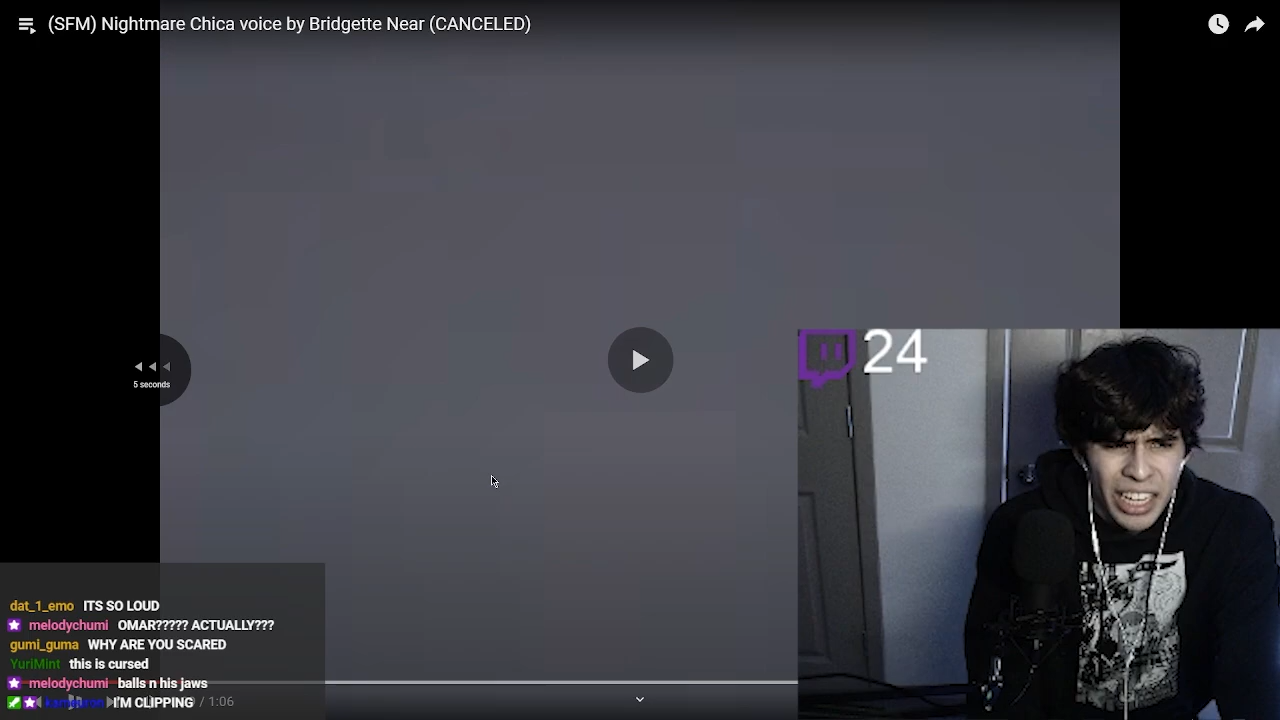 (SFM) Nightmare Chica voice by Bridgette Near (CANCELED)
5 seconds
24
dat_1_emo ITS SO LOUD
melodychumi OMAR????? ACTUALLY???
gumi_guma WHY ARE YOU SCARED
YuriMint this is cursed
melodychumi balls n his jaws
I'M CLIPPING
/ 1:06